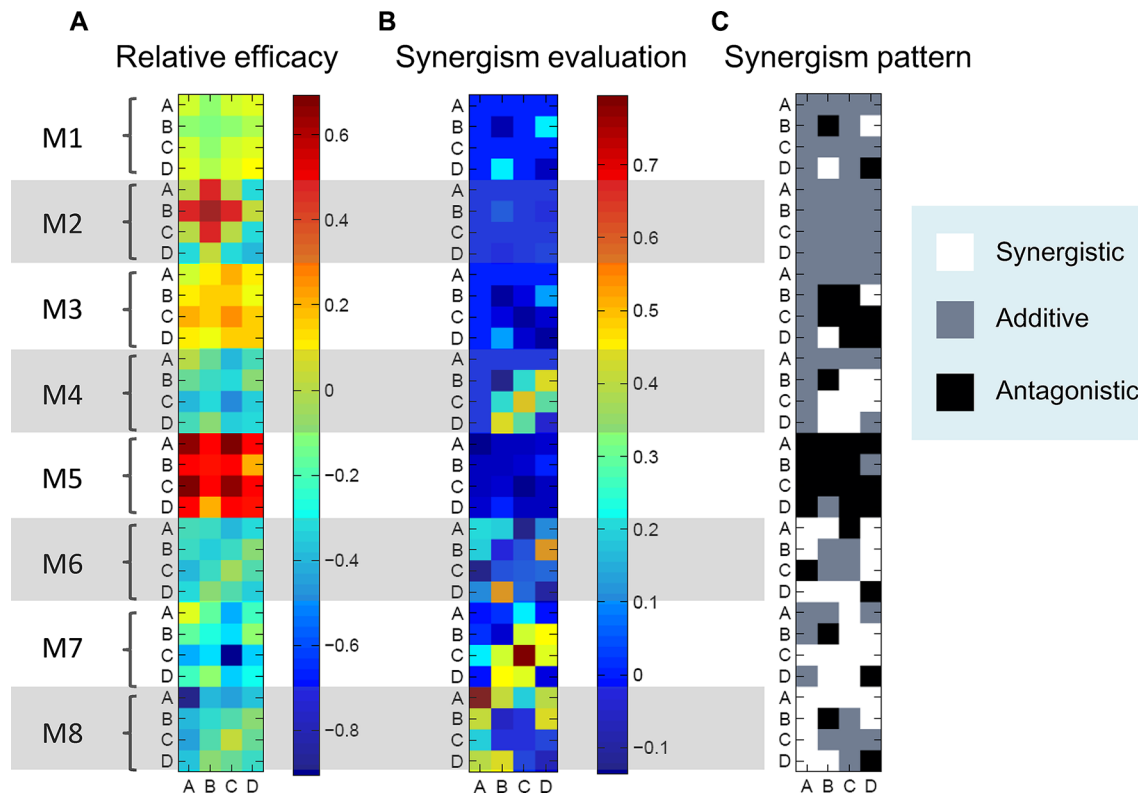 A B C
Relative efficacy Synergism evaluation Synergism pattern
M1
A
B
C
D
M2
A
B
C
D
M3
A
B
C
D
M4
A
B
C
D
M5
A
B
C
D
M6
A
B
C
D
M7
A
B
C
D
M8
A
B
C
D
A B C D
0.6
0.4
0.2
0
−0.2
−0.4
−0.6
−0.8
A
B
C
D
A
B
C
D
A
B
C
D
A
B
C
D
A
B
C
D
A
B
C
D
A
B
C
D
A
B
C
D
A B C D
0.7
0.6
0.5
0.4
0.3
0.2
0.1
0
−0.1
A
B
C
D
A
B
C
D
A
B
C
D
A
B
C
D
A
B
C
D
A
B
C
D
A
B
C
D
A
B
C
D
A B C D
Synergistic
Additive
Antagonistic